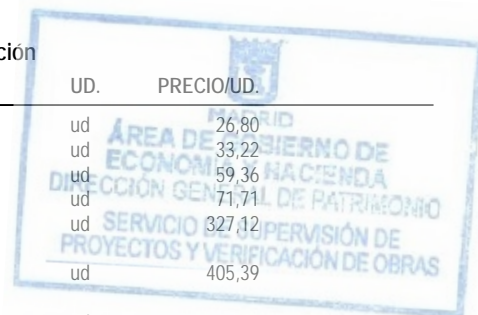 ción
UD. PRECIO/UD.
ud 26,80
ud 33,22
ud 59,36
ud 71,71
ud 327,12
ud 405,39
MADRID
ÁREA DE GOBIERNO DE
ECONOMÍA Y HACIENDA
DIRECCIÓN GENERAL DE PATRIMONIO
SERVICIO DE SUPERVISIÓN DE
PROYECTOS Y VERIFICACIÓN DE OBRAS